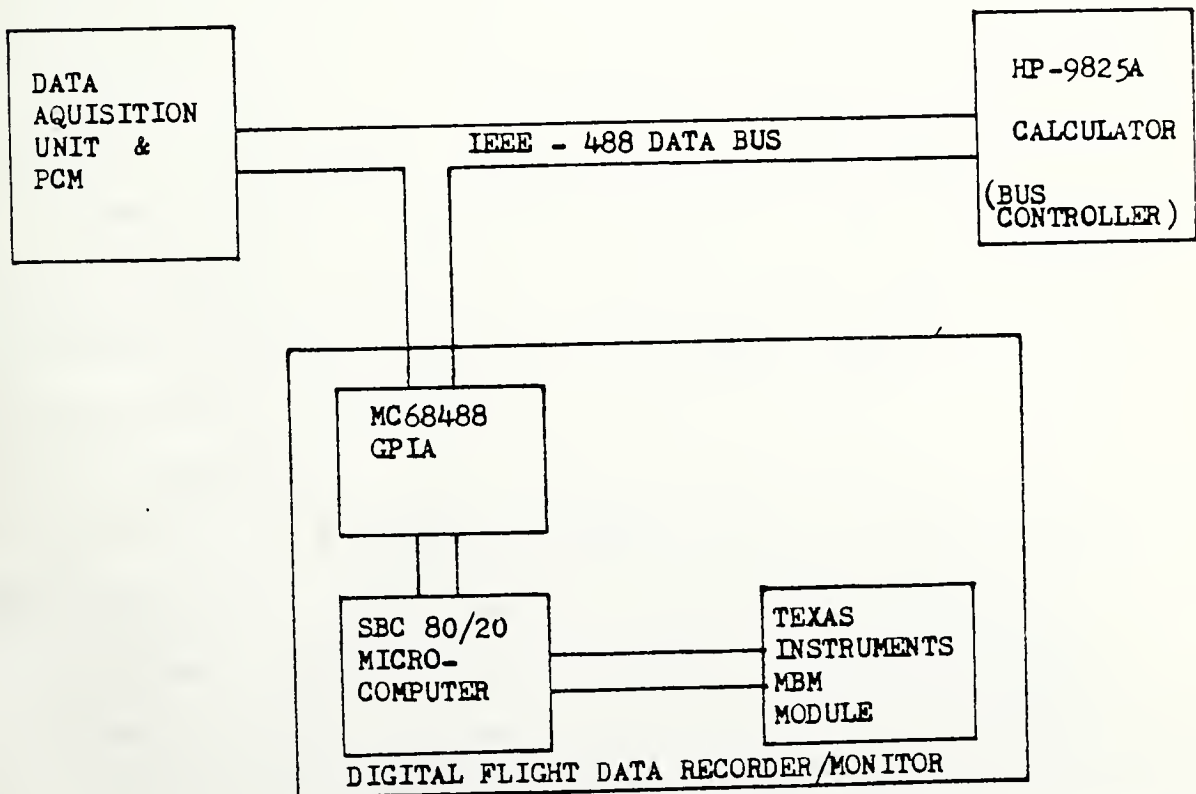 DATA
AQUISITION
UNIT &
PCM
IEEE - 488 DATA BUS
HP-9825A
CALCULATOR
(BUS
CONTROLLER)
MC68488
GPIA
SBC 80/20
MICRO-
COMPUTER
TEXAS
INSTRUMENTS
MBM
MODULE
DIGITAL FLIGHT DATA RECORDER/MONITOR